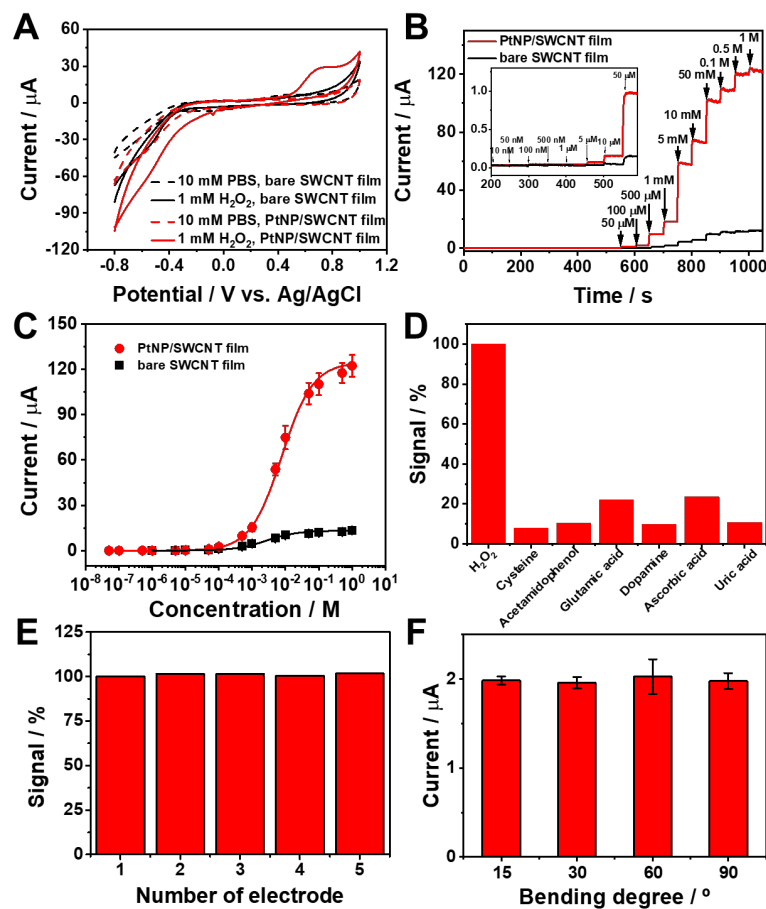 A
Current / µA
60
30
0
-30
-60
-90
-120
10 mM PBS, bare SWCNT film
1 mM H₂O₂, bare SWCNT film
10 mM PBS, PtNP/SWCNT film
1 mM H₂O₂, PtNP/SWCNT film
-0.8 -0.4 0.0 0.4 0.8 1.2
Potential / V vs. Ag/AgCl
B
Current / µA
120
80
40
0
PtNP/SWCNT film
bare SWCNT film
1.0
0.5
0.0
200 300 400 500
10 nM
50 nM
100 nM
500 nM
1 µM
5 µM
10 µM
50 µM
50 µM
100 µM
500 µM
1 mM
5 mM
10 mM
50 mM
0.1 M
0.5 M
1 M
0 200 400 600 800 1000
Time / s
C
Current / µA
150
120
90
60
30
0
PtNP/SWCNT film
bare SWCNT film
10⁻⁸ 10⁻⁷ 10⁻⁶ 10⁻⁵ 10⁻⁴ 10⁻³ 10⁻² 10⁻¹ 10⁰ 10¹
Concentration / M
D
Signal / %
100
80
60
40
20
0
H₂O₂
Cysteine
Acetamidophenol
Glutamic acid
Dopamine
Ascorbic acid
Uric acid
E
Signal / %
125
100
75
50
25
0
1 2 3 4 5
Number of electrode
F
Current / µA
4
2
0
15 30 60 90
Bending degree / º